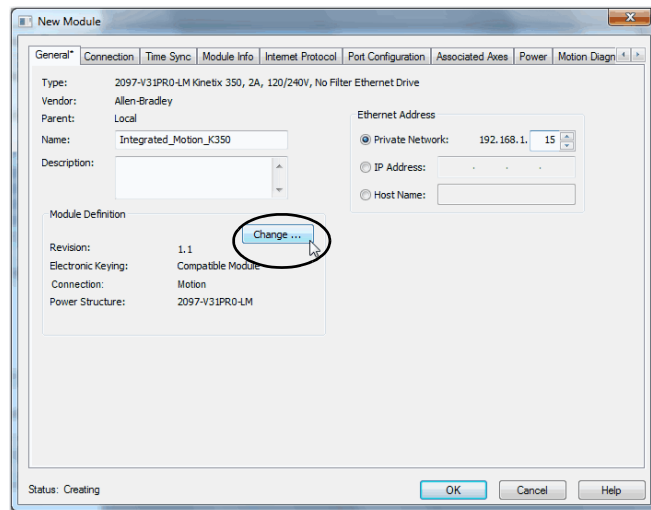 New Module
General* Connection Time Sync Module Info Internet Protocol Port Configuration Associated Axes Power Motion Diagn
Type: 2097-V31PR0-LM Kinetix 350, 2A, 120/240V, No Filter Ethernet Drive
Vendor: Allen-Bradley
Parent: Local
Ethernet Address
Name: Integrated_Motion_K350
Private Network: 192.168.1. 15
Description:
IP Address: . . .
Host Name:
Module Definition
Change ...
Revision: 1.1
Electronic Keying: Compatible Module
Connection: Motion
Power Structure: 2097-V31PR0-LM
Status: Creating
OK Cancel Help